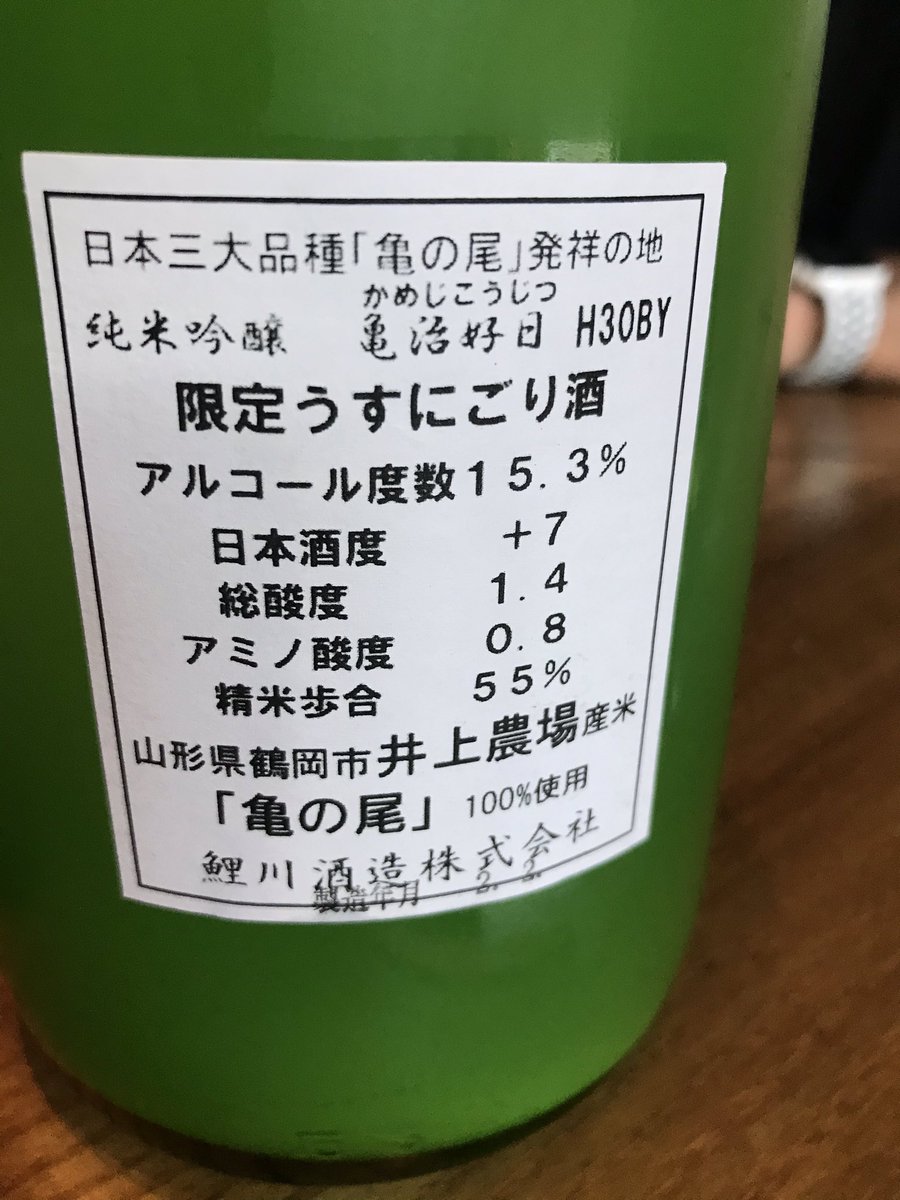 日本三大品種「亀の尾」発祥の地
かめじこうじつ
純米吟醸 亀治好日 H30BY
限定うすにごり酒
アルコール度数15.3%
日本酒度 +7
総酸度 1.4
アミノ酸度 0.8
精米歩合 55%
山形県鶴岡市井上農場産米
「亀の尾」100%使用
鯉川酒造株式会社
製造年月 2. 2.